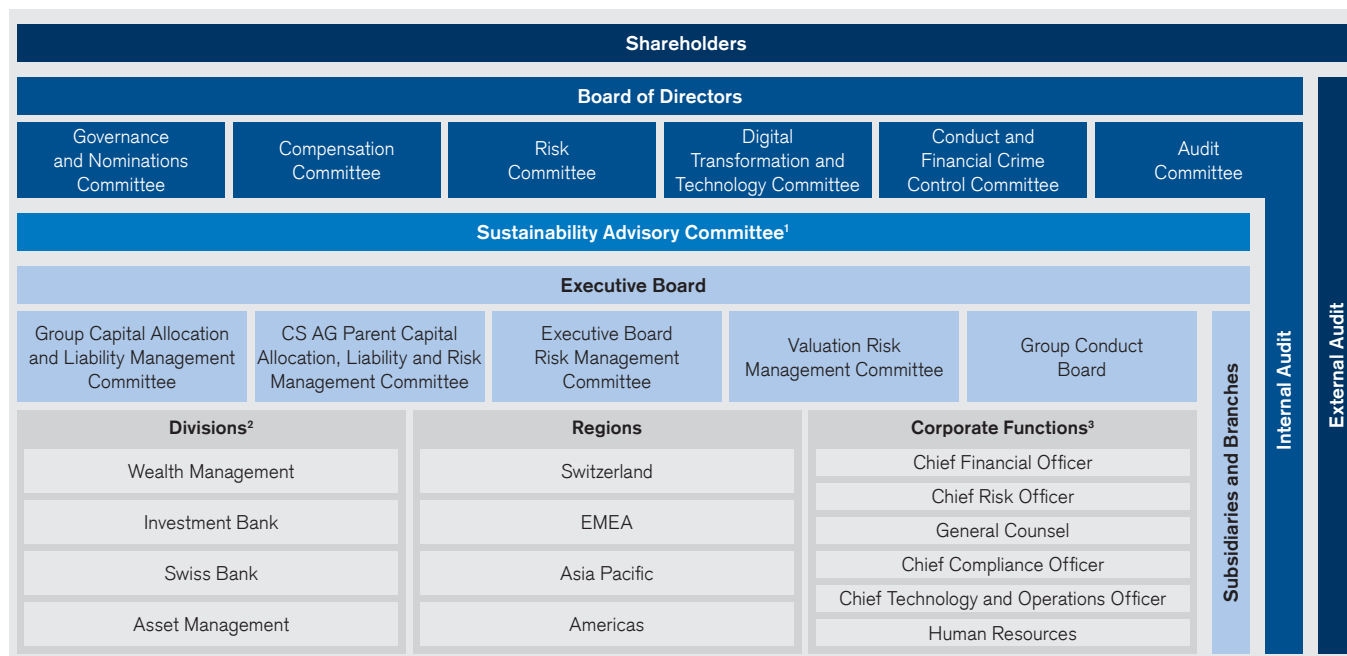 Shareholders
Board of Directors
Governance
and Nominations
Committee
Compensation
Committee
Risk
Committee
Digital
Transformation and
Technology Committee
Conduct and
Financial Crime
Control Committee
Audit
Committee
Sustainability Advisory Committee¹
Executive Board
Group Capital Allocation
and Liability Management
Committee
CS AG Parent Capital
Allocation, Liability and Risk
Management Committee
Executive Board
Risk Management
Committee
Valuation Risk
Management Committee
Group Conduct
Board
Divisions²
Wealth Management
Investment Bank
Swiss Bank
Asset Management
Regions
Switzerland
EMEA
Asia Pacific
Americas
Corporate Functions³
Chief Financial Officer
Chief Risk Officer
General Counsel
Chief Compliance Officer
Chief Technology and Operations Officer
Human Resources
Subsidiaries and Branches
Internal Audit
External Audit